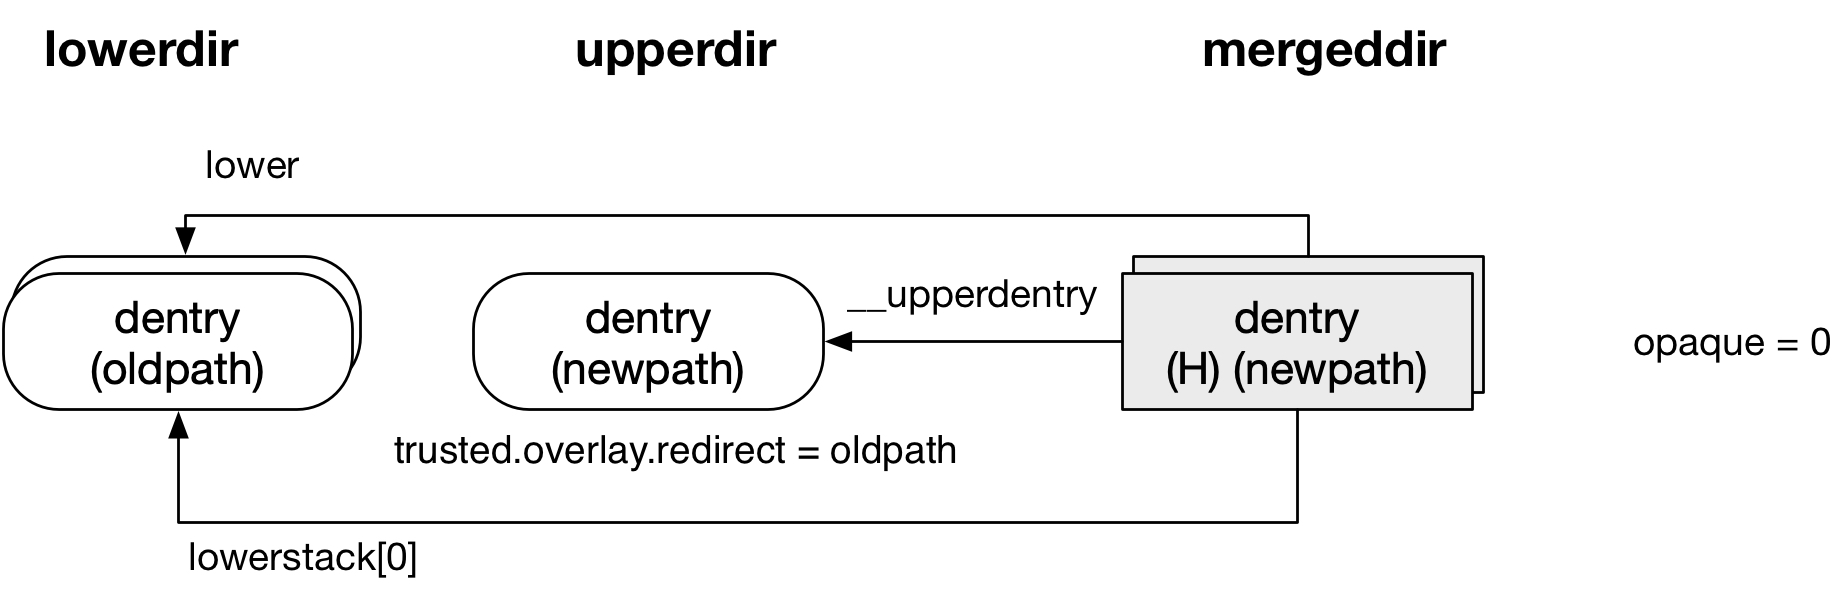 lowerdir
upperdir
mergeddir
lower
dentry
(oldpath)
dentry
(newpath)
__upperdentry
dentry
(H) (newpath)
opaque = 0
trusted.overlay.redirect = oldpath
lowerstack[0]